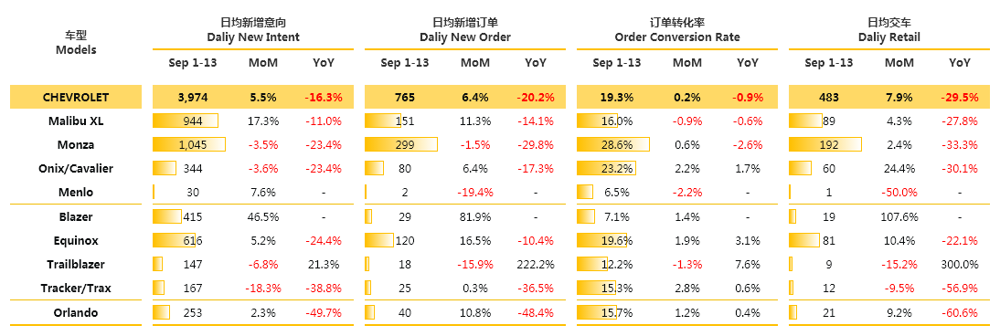 车型 日均新增意向 日均新增订单 订单转化率 日均交车
Models Daliy New Intent Daliy New Order Order Conversion Rate Daliy Retail
Sep 1-13 MoM YoY Sep 1-13 MoM YoY Sep 1-13 MoM YoY Sep 1-13 MoM YoY
CHEVROLET 3,974 5.5% -16.3% 765 6.4% -20.2% 19.3% 0.2% -0.9% 483 7.9% -29.5%
Malibu XL 944 17.3% -11.0% 151 11.3% -14.1% 16.0% -0.9% -0.6% 89 4.3% -27.8%
Monza 1,045 -3.5% -23.4% 299 -1.5% -29.8% 28.6% 0.6% -2.6% 192 2.4% -33.3%
Onix/Cavalier 344 -3.6% -23.4% 80 6.4% -17.3% 23.2% 2.2% 1.7% 60 24.4% -30.1%
Menlo 30 7.6% - 2 -19.4% - 6.5% -2.2% - 1 -50.0% -
Blazer 415 46.5% - 29 81.9% - 7.1% 1.4% - 19 107.6% -
Equinox 616 5.2% -24.4% 120 16.5% -10.4% 19.6% 1.9% 3.1% 81 10.4% -22.1%
Trailblazer 147 -6.8% 21.3% 18 -15.9% 222.2% 12.2% -1.3% 7.6% 9 -15.2% 300.0%
Tracker/Trax 167 -18.3% -38.8% 25 0.3% -36.5% 15.3% 2.8% 0.6% 12 -9.5% -56.9%
Orlando 253 2.3% -49.7% 40 10.8% -48.4% 15.7% 1.2% 0.4% 21 9.2% -60.6%